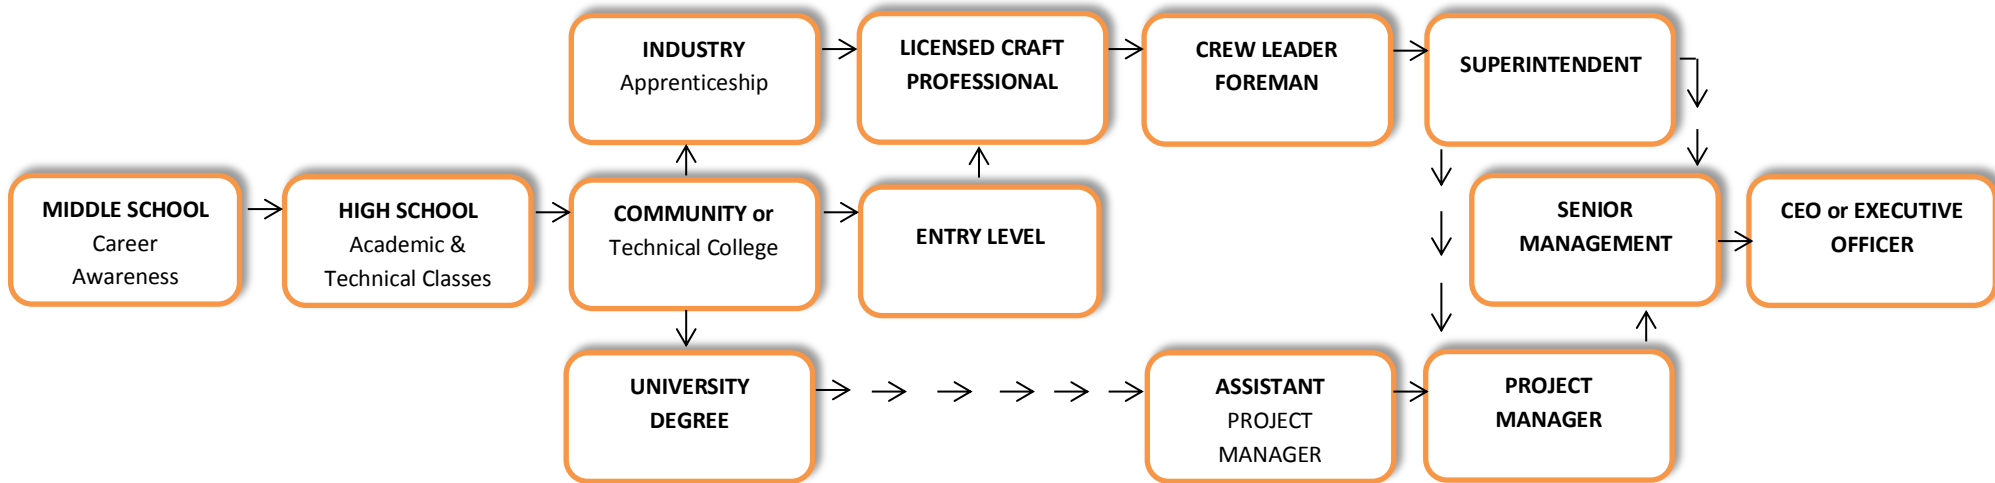 INDUSTRY
Apprenticeship
LICENSED CRAFT
PROFESSIONAL
CREW LEADER
FOREMAN
SUPERINTENDENT
MIDDLE SCHOOL
Career
Awareness
HIGH SCHOOL
Academic &
Technical Classes
COMMUNITY or
Technical College
ENTRY LEVEL
SENIOR
MANAGEMENT
CEO or EXECUTIVE
OFFICER
UNIVERSITY
DEGREE
ASSISTANT
PROJECT
MANAGER
PROJECT
MANAGER